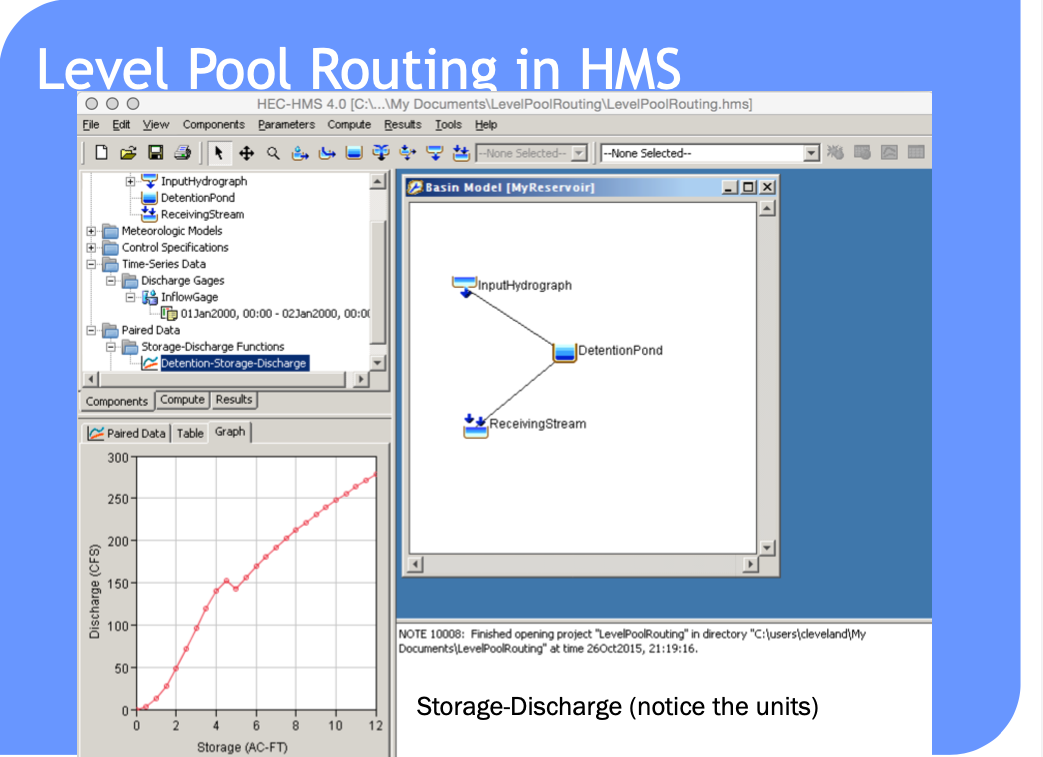 Level Pool Routing in HMS
HEC-HMS 4.0 [C:\...\My Documents\LevelPoolRouting\LevelPoolRouting.hms]
File Edit View Components Parameters Compute Results Tools Help
--None Selected-- --None Selected--
InputHydrograph
DetentionPond
ReceivingStream
Meteorologic Models
Control Specifications
Time-Series Data
Discharge Gages
InflowGage
01Jan2000, 00:00 - 02Jan2000, 00:00
Paired Data
Storage-Discharge Functions
Detention-Storage-Discharge
Components Compute Results
Basin Model [MyReservoir]
InputHydrograph
DetentionPond
ReceivingStream
Paired Data Table Graph
300
250
200
150
100
50
0
Discharge (CFS)
0 2 4 6 8 10 12
Storage (AC-FT)
NOTE 10008: Finished opening project "LevelPoolRouting" in directory "C:\users\cleveland\My
Documents\LevelPoolRouting" at time 26Oct2015, 21:19:16.
Storage-Discharge (notice the units)